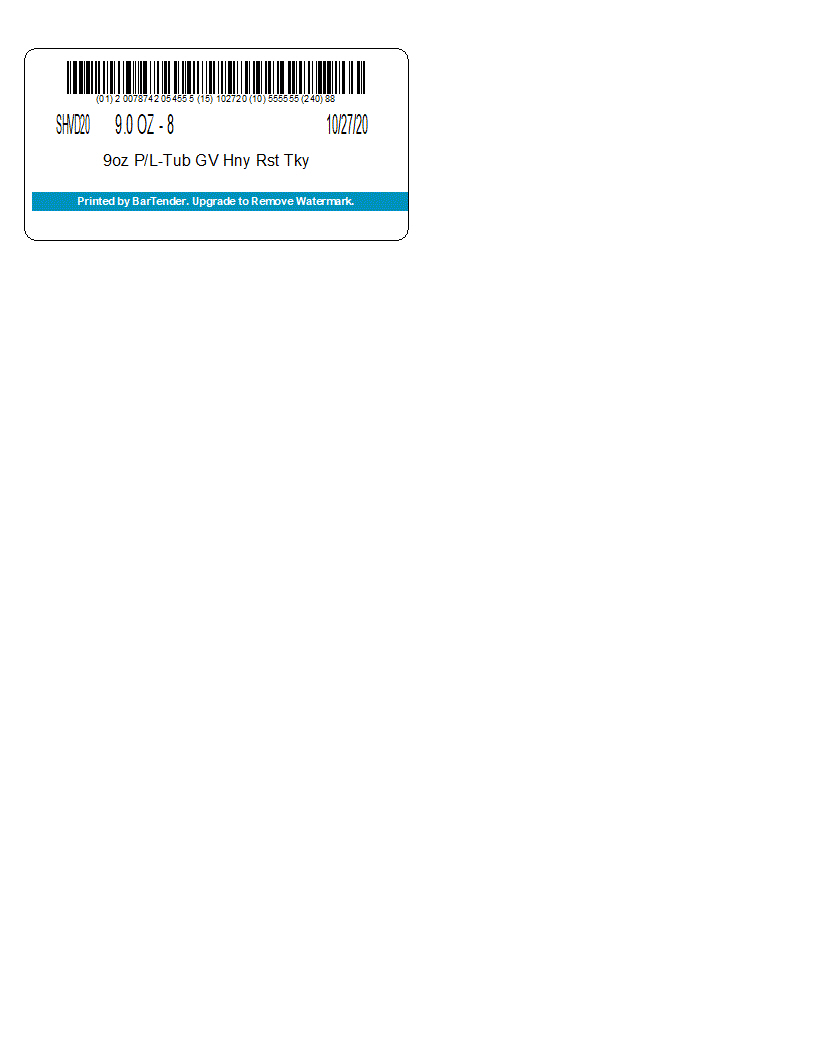 (01) 2 0078742 05455 5 (15) 102720 (10) 555555 (240) 88
SHVD20 9.0 OZ - 8 10/27/20
9oz P/L-Tub GV Hny Rst Tky
Printed by BarTender. Upgrade to Remove Watermark.